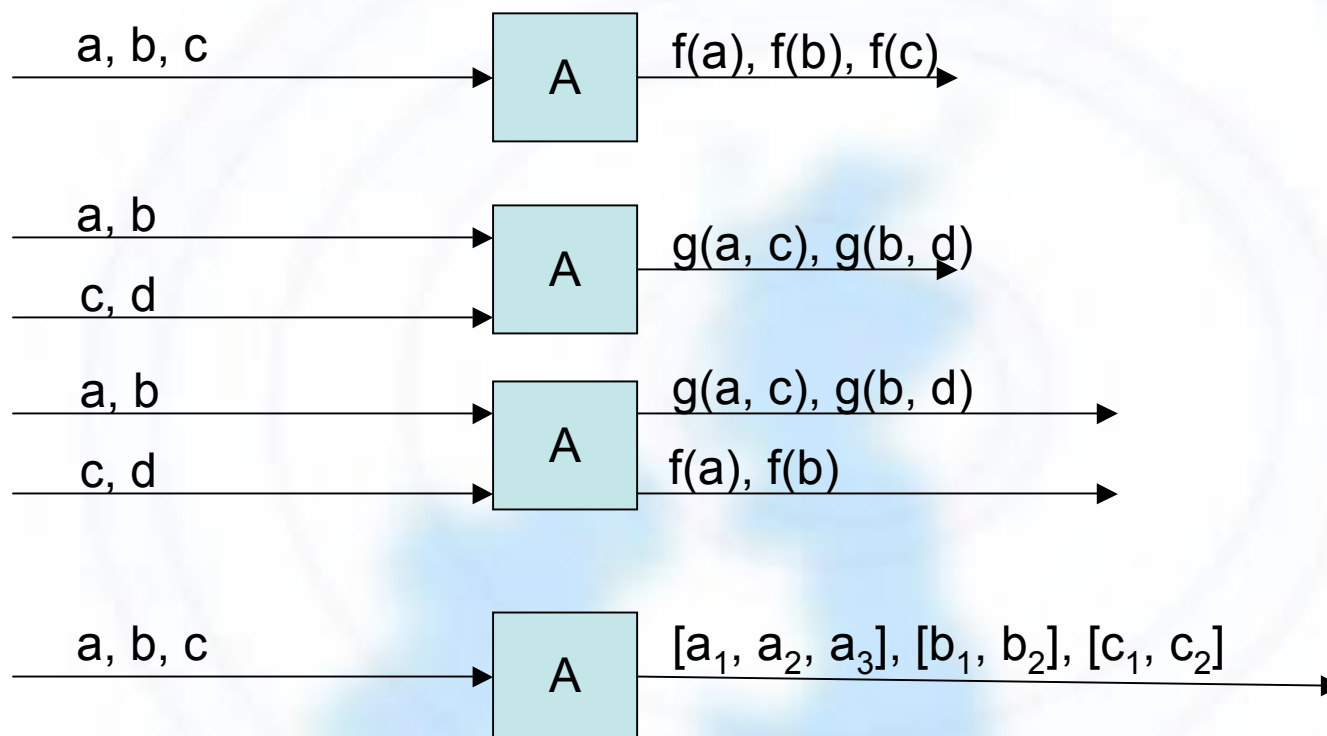 a, b, c
A
f(a), f(b), f(c)
a, b
c, d
A
g(a, c), g(b, d)
a, b
c, d
A
g(a, c), g(b, d)
f(a), f(b)
a, b, c
A
[a₁, a₂, a₃], [b₁, b₂], [c₁, c₂]